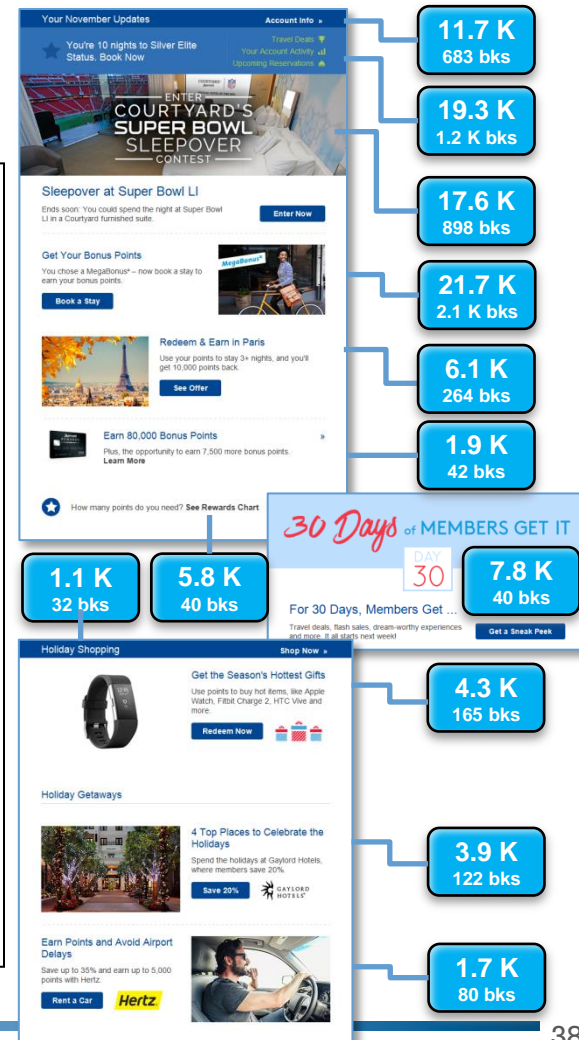 Your November Updates
Account Info »
You're 10 nights to Silver Elite
Status. Book Now
Travel Deals
Your Account Activity
Upcoming Reservations
ENTER
COURTYARD'S
SUPER BOWL
SLEEPOVER
CONTEST
Sleepover at Super Bowl LI
Ends soon: You could spend the night at Super Bowl
LI in a Courtyard furnished suite.
Enter Now
Get Your Bonus Points
You chose a MegaBonus® – now book a stay to
earn your bonus points.
Book a Stay
MegaBonus®
Redeem & Earn in Paris
Use your points to stay 3+ nights, and you'll
get 10,000 points back.
See Offer
Earn 80,000 Bonus Points
»
Plus, the opportunity to earn 7,500 more bonus points.
Learn More
How many points do you need? See Rewards Chart
11.7 K
683 bks
19.3 K
1.2 K bks
17.6 K
898 bks
21.7 K
2.1 K bks
6.1 K
264 bks
1.9 K
42 bks
1.1 K
32 bks
5.8 K
40 bks
30 Days of MEMBERS GET IT
DAY
30
For 30 Days, Members Get ...
Travel deals, flash sales, dream-worthy experiences
and more. It all starts next week!
Get a Sneak Peek
7.8 K
40 bks
Holiday Shopping
Shop Now »
Get the Season's Hottest Gifts
Use points to buy hot items, like Apple
Watch, Fitbit Charge 2, HTC Vive and
more.
Redeem Now
4.3 K
165 bks
Holiday Getaways
4 Top Places to Celebrate the
Holidays
Spend the holidays at Gaylord Hotels,
where members save 20%.
Save 20%
GAYLORD
HOTELS
3.9 K
122 bks
Earn Points and Avoid Airport
Delays
Save up to 35% and earn up to 5,000
points with Hertz.
Rent a Car
Hertz
1.7 K
80 bks
38